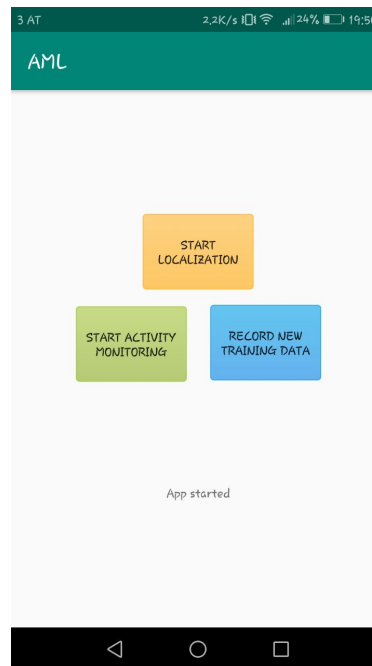 3 AT 2,2K/s 24% 19:50
AML
START
LOCALIZATION
START ACTIVITY
MONITORING
RECORD NEW
TRAINING DATA
App started